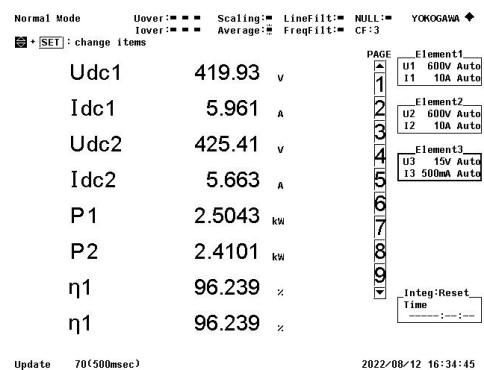 Normal Mode Uover: Scaling: LineFilt: NULL: YOKOGAWA
Iover: Average: FreqFilt: CF:3
+ SET : change items
PAGE
Udc1 419.93 V
Idc1 5.961 A
Udc2 425.41 V
Idc2 5.663 A
P1 2.5043 kW
P2 2.4101 kW
η1 96.239 %
η1 96.239 %
1
2
3
4
5
6
7
8
9
Element1
U1 600V Auto
I1 10A Auto
Element2
U2 600V Auto
I2 10A Auto
Element3
U3 15V Auto
I3 500mA Auto
Integ:Reset
Time
-----:--:--
Update 70(500msec) 2022/08/12 16:34:45